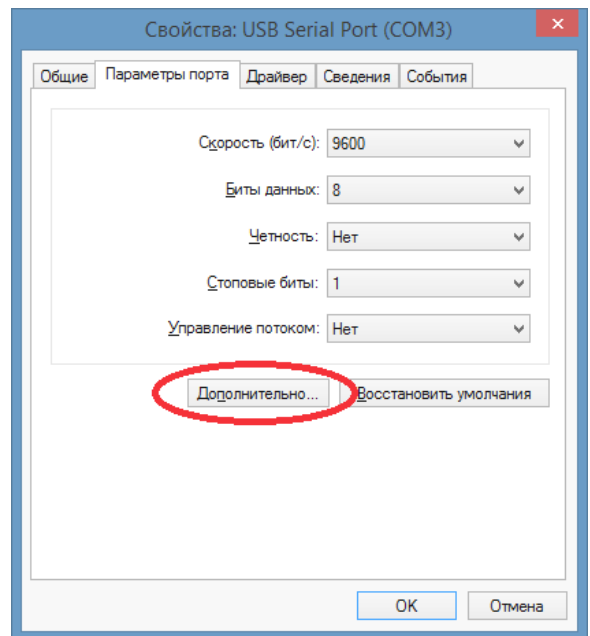 Свойства: USB Serial Port (COM3)
Общие Параметры порта Драйвер Сведения События
Скорость (бит/с): 9600
Биты данных: 8
Четность: Нет
Стоповые биты: 1
Управление потоком: Нет
Дополнительно... Восстановить умолчания
OK Отмена